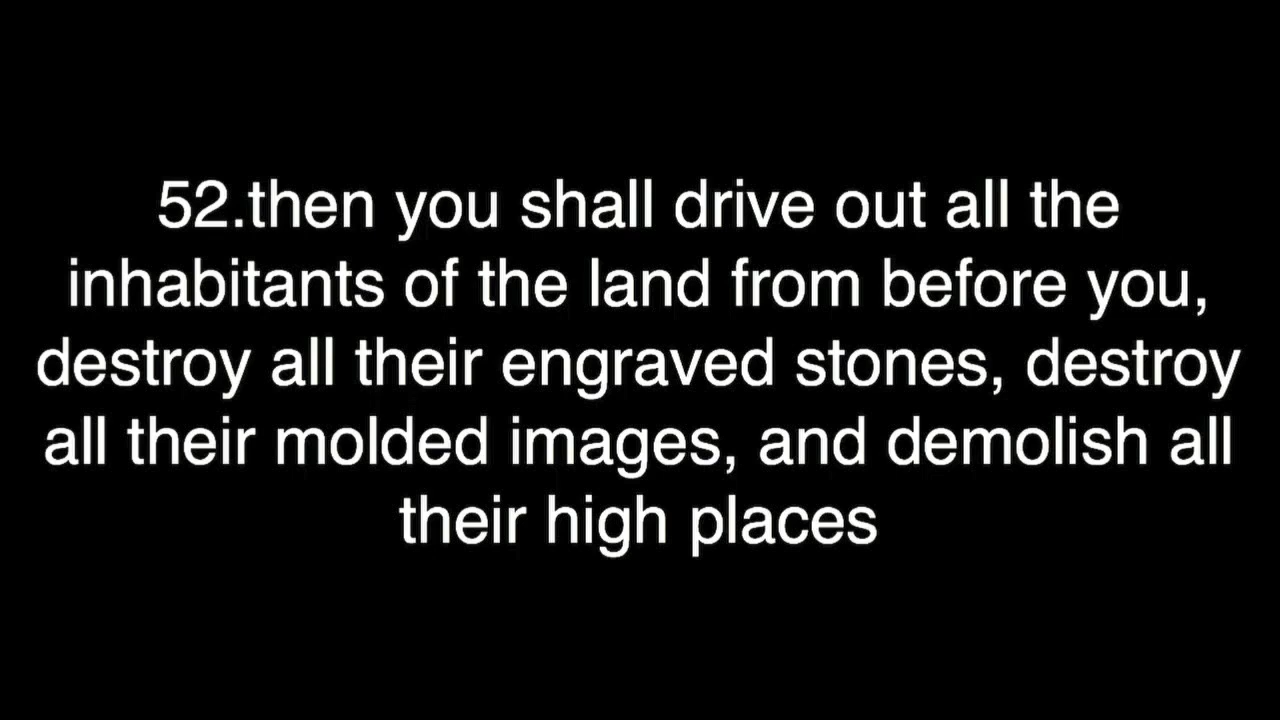 52.then you shall drive out all the
inhabitants of the land from before you,
destroy all their engraved stones, destroy
all their molded images, and demolish all
their high places